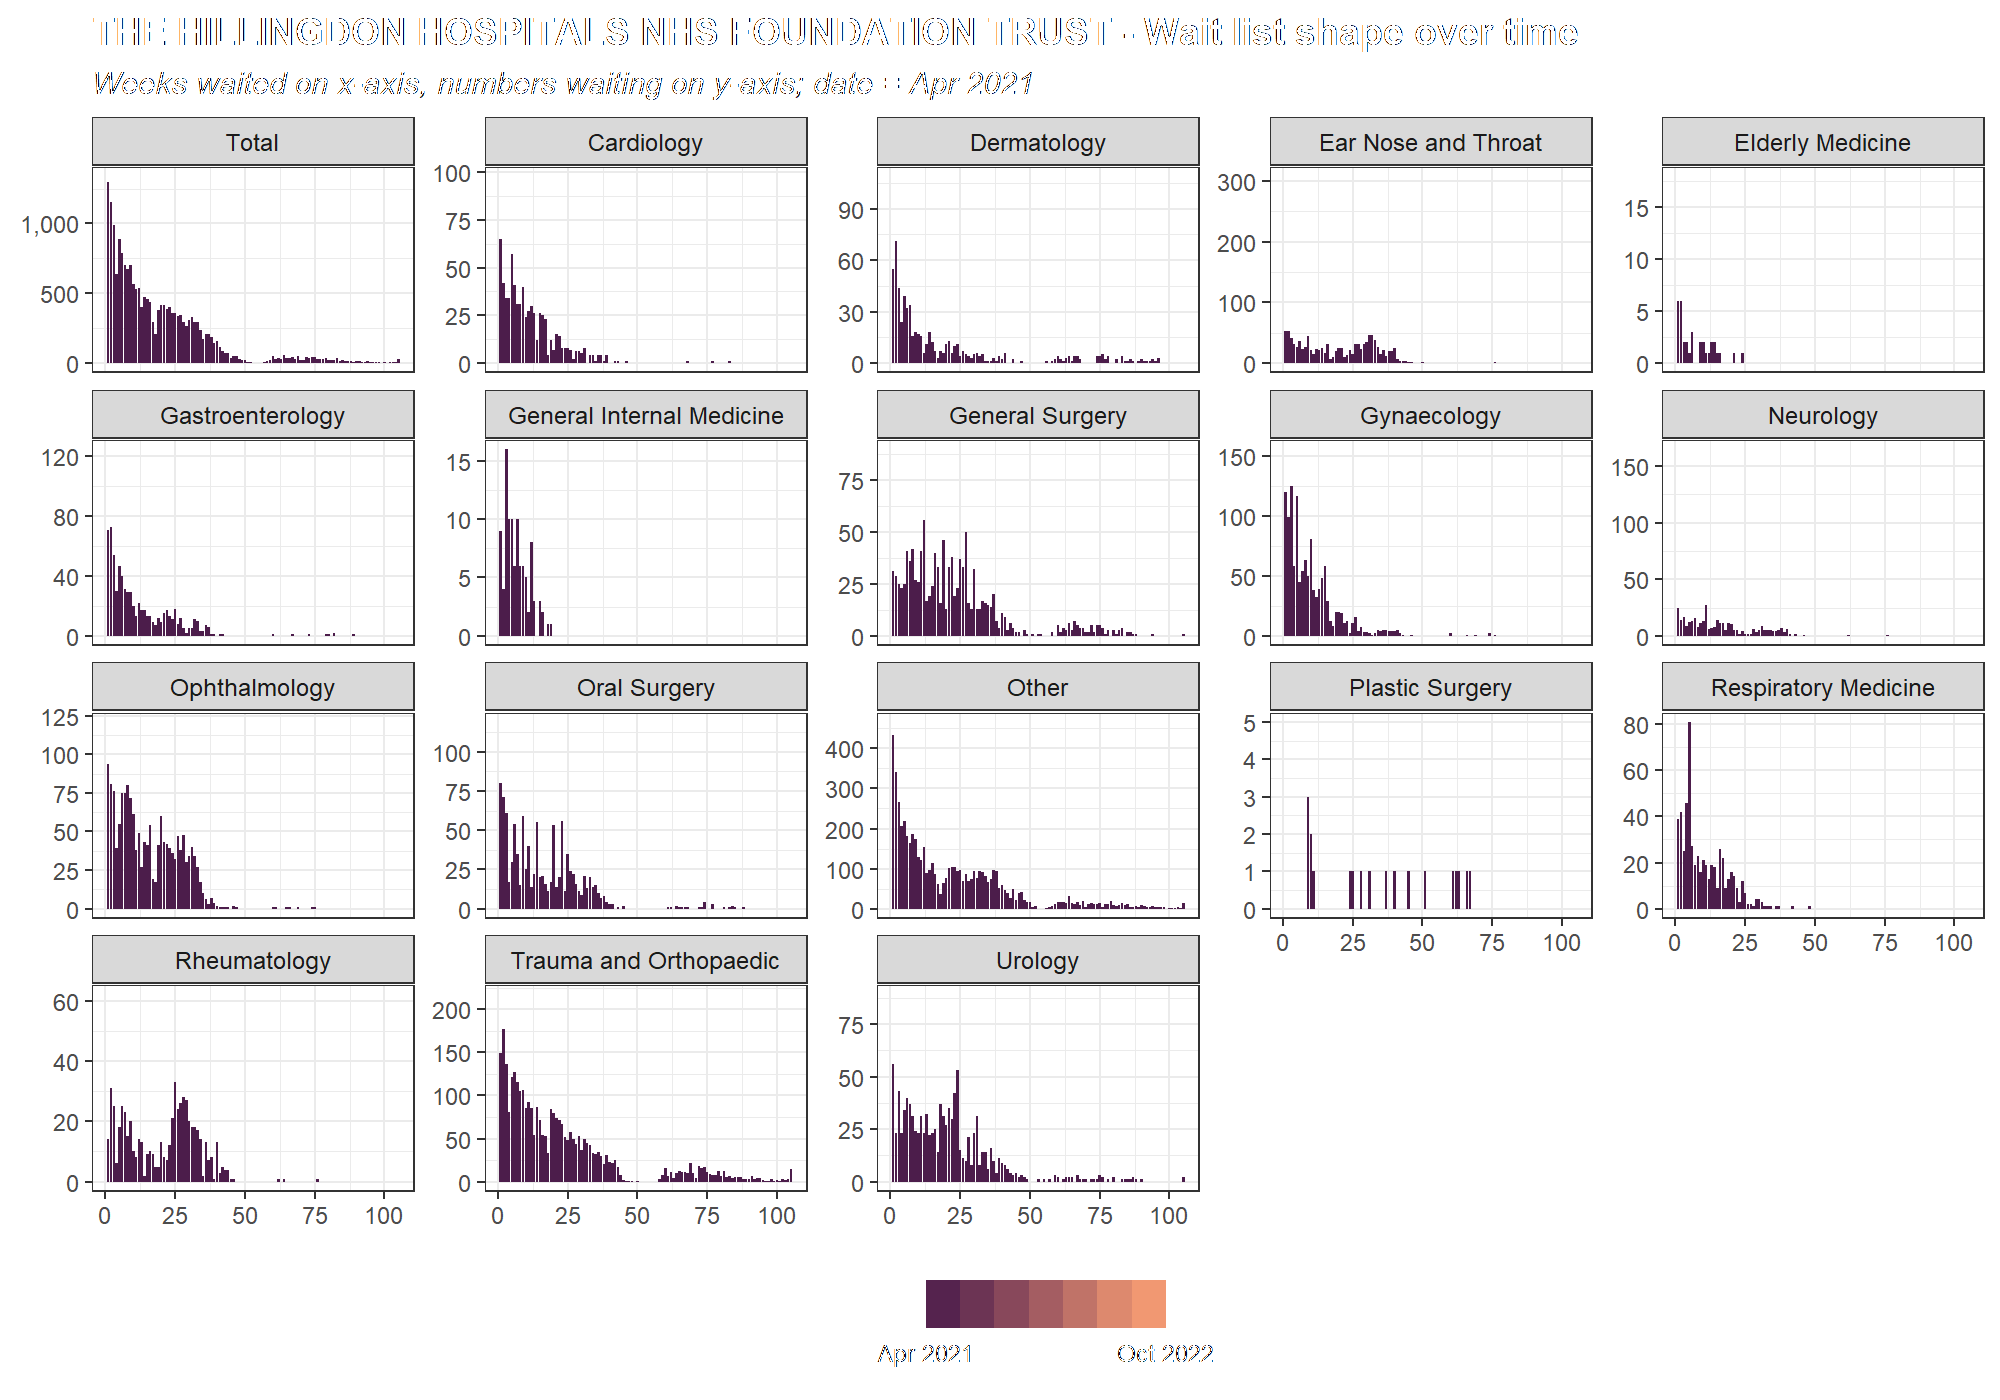 THE HILLINGDON HOSPITALS NHS FOUNDATION TRUST - Wait list shape over time
Weeks waited on x-axis, numbers waiting on y-axis; date = Apr 2021
Total
Cardiology
Dermatology
Ear Nose and Throat
Elderly Medicine
1,000
500
0
100
75
50
25
0
90
60
30
0
300
200
100
0
15
10
5
0
Gastroenterology
General Internal Medicine
General Surgery
Gynaecology
Neurology
120
80
40
0
15
10
5
0
75
50
25
0
150
100
50
0
150
100
50
0
Ophthalmology
Oral Surgery
Other
Plastic Surgery
Respiratory Medicine
125
100
75
50
25
0
100
75
50
25
0
400
300
200
100
0
5
4
3
2
1
0
80
60
40
20
0
0 25 50 75 100
0 25 50 75 100
Rheumatology
Trauma and Orthopaedic
Urology
60
40
20
0
200
150
100
50
0
75
50
25
0
0 25 50 75 100
0 25 50 75 100
0 25 50 75 100
Apr 2021
Oct 2022